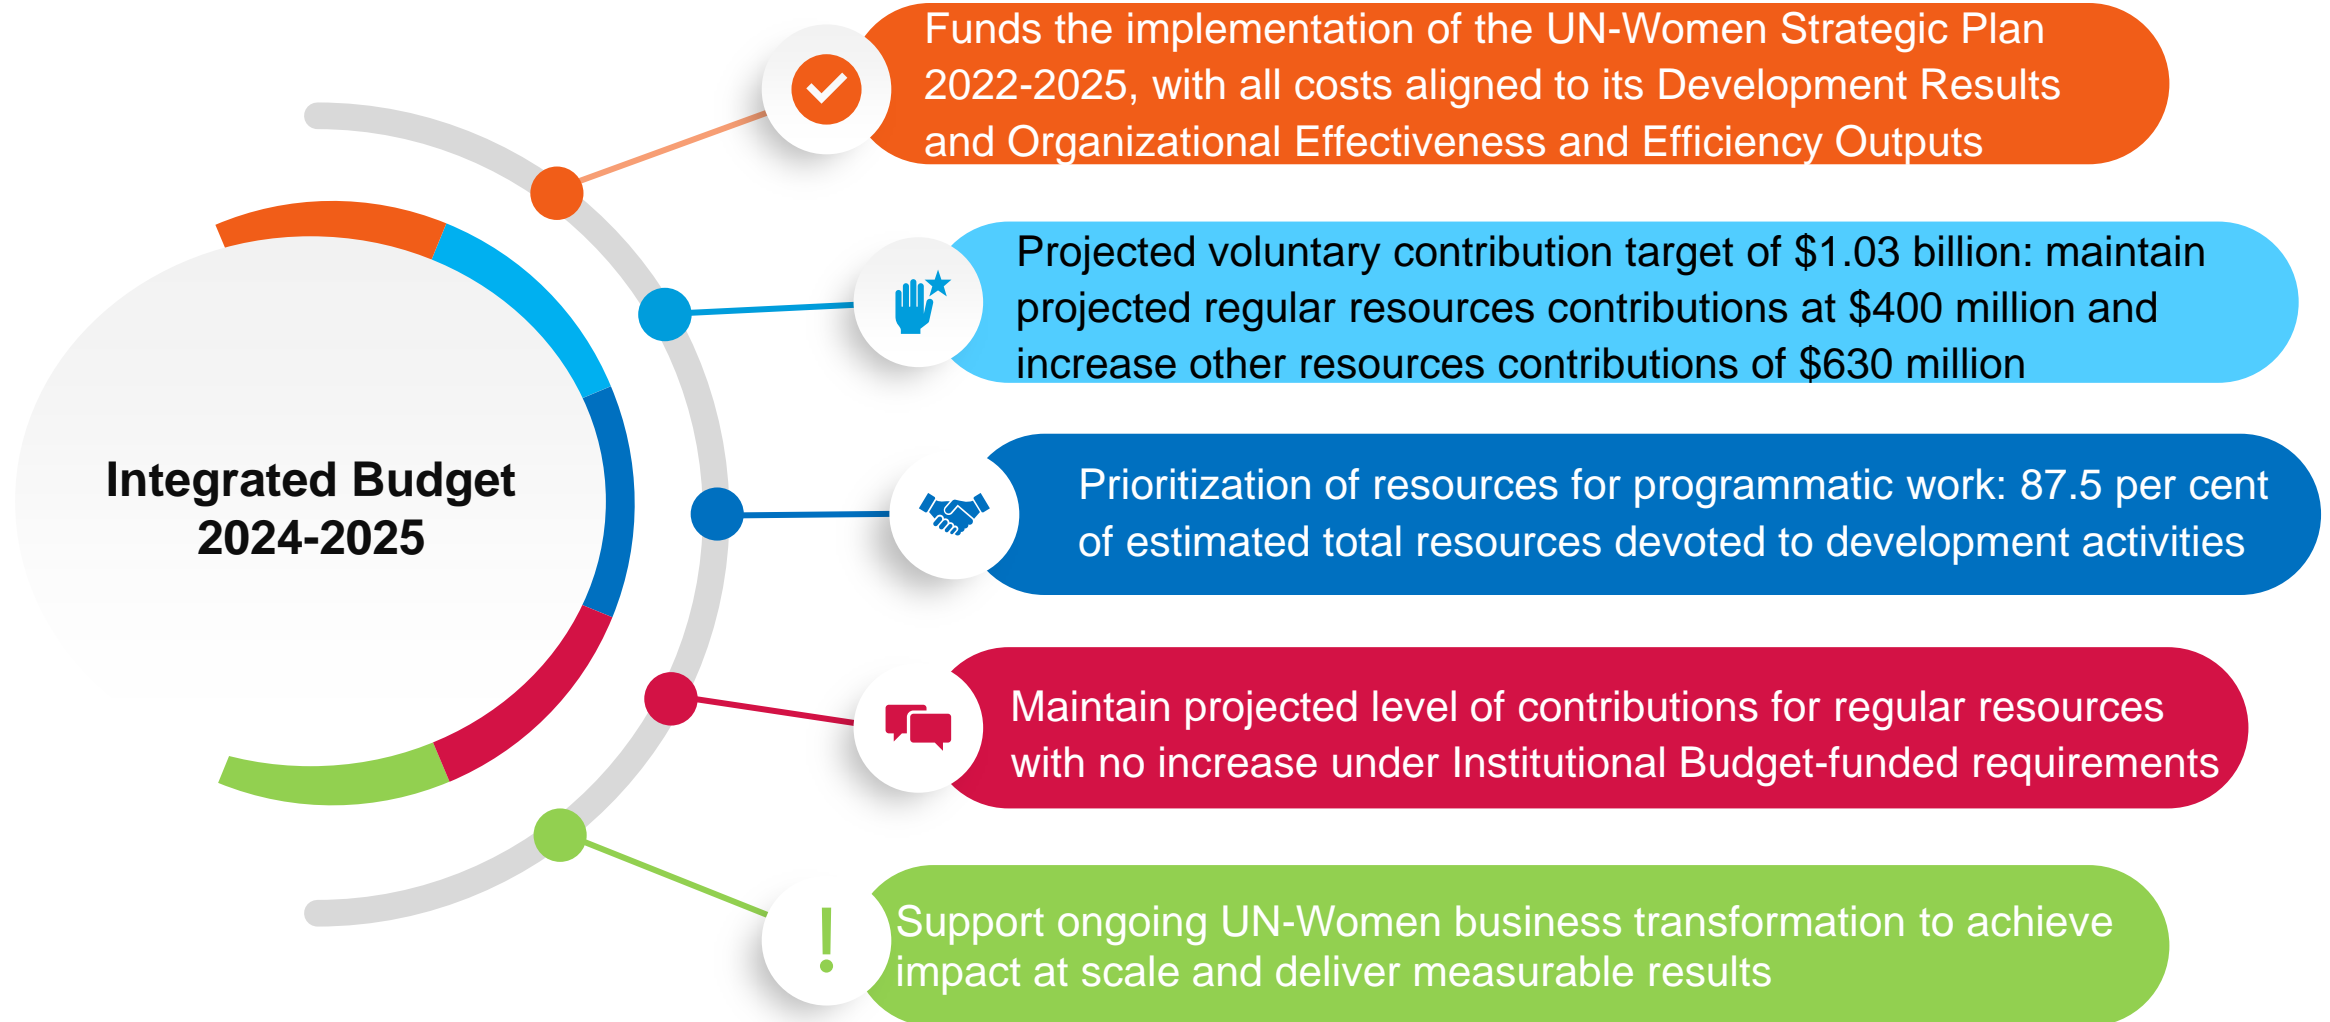 Funds the implementation of the UN-Women Strategic Plan
2022-2025, with all costs aligned to its Development Results
and Organizational Effectiveness and Efficiency Outputs
Projected voluntary contribution target of $1.03 billion: maintain
projected regular resources contributions at $400 million and
increase other resources contributions of $630 million
Integrated Budget
2024-2025
Prioritization of resources for programmatic work: 87.5 per cent
of estimated total resources devoted to development activities
Maintain projected level of contributions for regular resources
with no increase under Institutional Budget-funded requirements
Support ongoing UN-Women business transformation to achieve
impact at scale and deliver measurable results